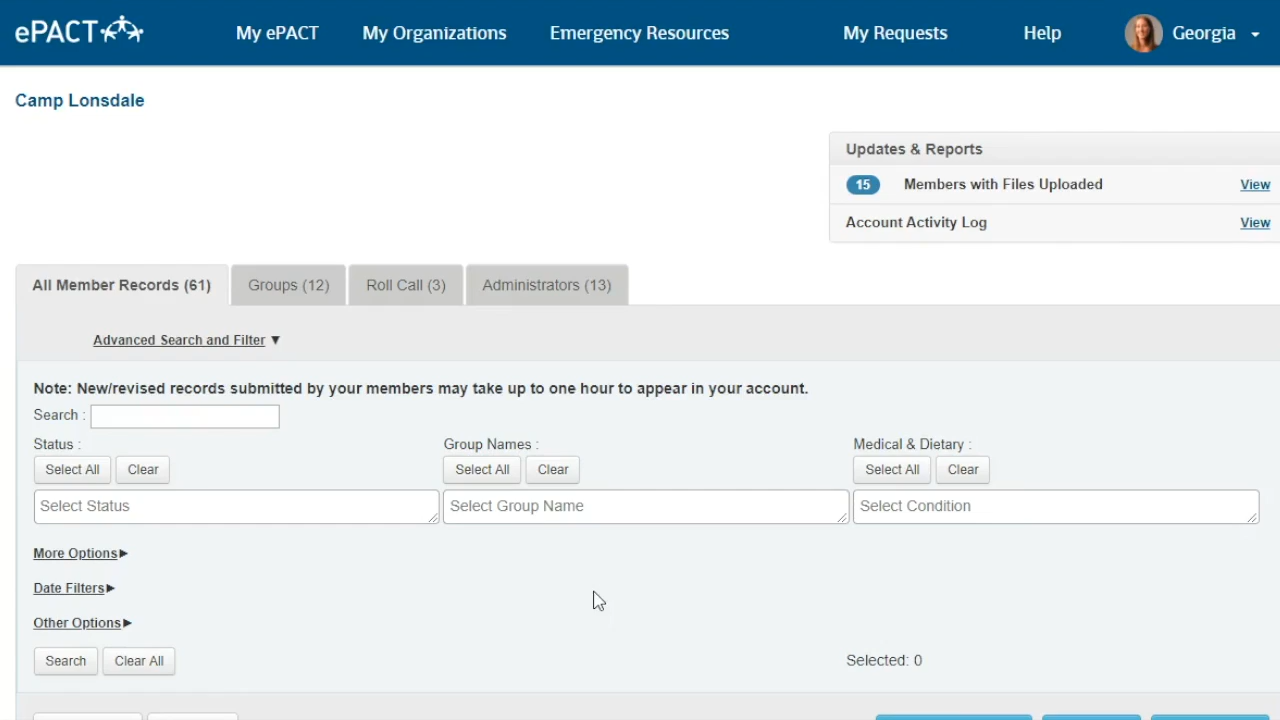 ePACT
My ePACT
My Organizations
Emergency Resources
My Requests
Help
Georgia
Camp Lonsdale
Updates & Reports
15 Members with Files Uploaded View
Account Activity Log View
All Member Records (61)
Groups (12)
Roll Call (3)
Administrators (13)
Advanced Search and Filter ▼
Note: New/revised records submitted by your members may take up to one hour to appear in your account.
Search :
Status :
Group Names :
Medical & Dietary :
Select All Clear
Select All Clear
Select All Clear
Select Status
Select Group Name
Select Condition
More Options▶
Date Filters▶
Other Options▶
Search Clear All
Selected: 0